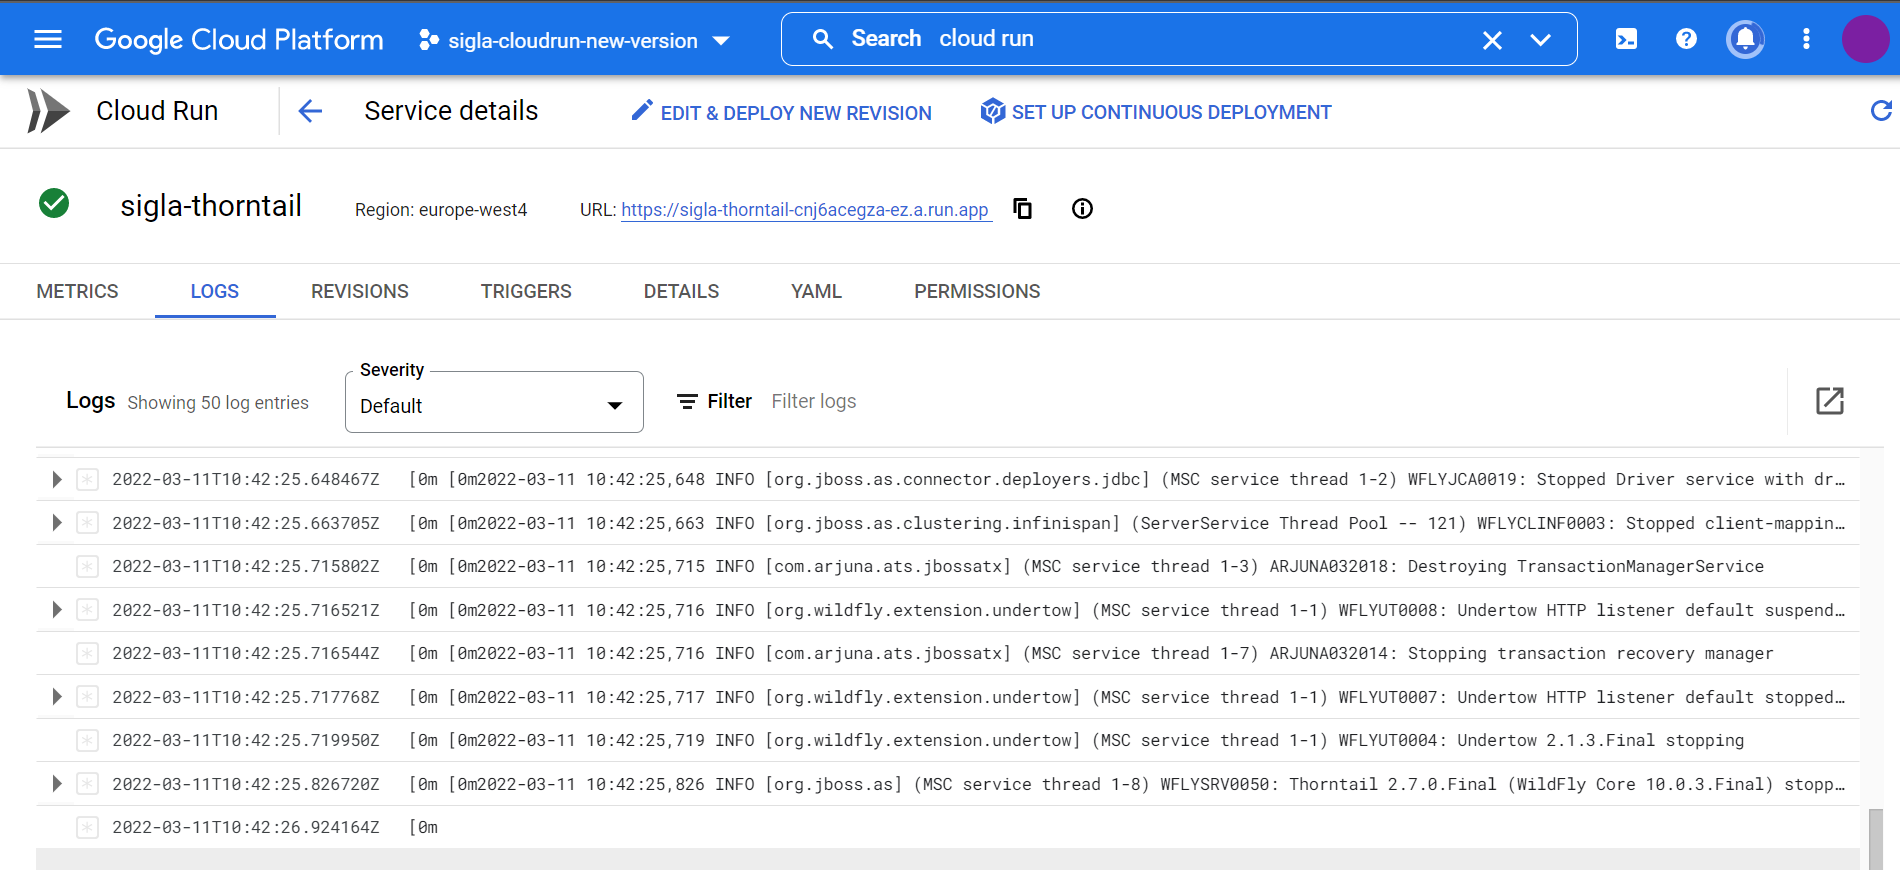 Google Cloud Platform sigla-cloudrun-new-version Search cloud run
Cloud Run Service details EDIT & DEPLOY NEW REVISION SET UP CONTINUOUS DEPLOYMENT
sigla-thorntail Region: europe-west4 URL: https://sigla-thorntail-cnj6acegza-ez.a.run.app
METRICS LOGS REVISIONS TRIGGERS DETAILS YAML PERMISSIONS
Severity
Logs Showing 50 log entries Default Filter Filter logs
2022-03-11T10:42:25.648467Z [0m [0m2022-03-11 10:42:25,648 INFO [org.jboss.as.connector.deployers.jdbc] (MSC service thread 1-2) WFLYJCA0019: Stopped Driver service with dr…
2022-03-11T10:42:25.663705Z [0m [0m2022-03-11 10:42:25,663 INFO [org.jboss.as.clustering.infinispan] (ServerService Thread Pool -- 121) WFLYCLINF0003: Stopped client-mappin…
2022-03-11T10:42:25.715802Z [0m [0m2022-03-11 10:42:25,715 INFO [com.arjuna.ats.jbossatx] (MSC service thread 1-3) ARJUNA032018: Destroying TransactionManagerService
2022-03-11T10:42:25.716521Z [0m [0m2022-03-11 10:42:25,716 INFO [org.wildfly.extension.undertow] (MSC service thread 1-1) WFLYUT0008: Undertow HTTP listener default suspend…
2022-03-11T10:42:25.716544Z [0m [0m2022-03-11 10:42:25,716 INFO [com.arjuna.ats.jbossatx] (MSC service thread 1-7) ARJUNA032014: Stopping transaction recovery manager
2022-03-11T10:42:25.717768Z [0m [0m2022-03-11 10:42:25,717 INFO [org.wildfly.extension.undertow] (MSC service thread 1-1) WFLYUT0007: Undertow HTTP listener default stopped…
2022-03-11T10:42:25.719950Z [0m [0m2022-03-11 10:42:25,719 INFO [org.wildfly.extension.undertow] (MSC service thread 1-1) WFLYUT0004: Undertow 2.1.3.Final stopping
2022-03-11T10:42:25.826720Z [0m [0m2022-03-11 10:42:25,826 INFO [org.jboss.as] (MSC service thread 1-8) WFLYSRV0050: Thorntail 2.7.0.Final (WildFly Core 10.0.3.Final) stopp…
2022-03-11T10:42:26.924164Z [0m